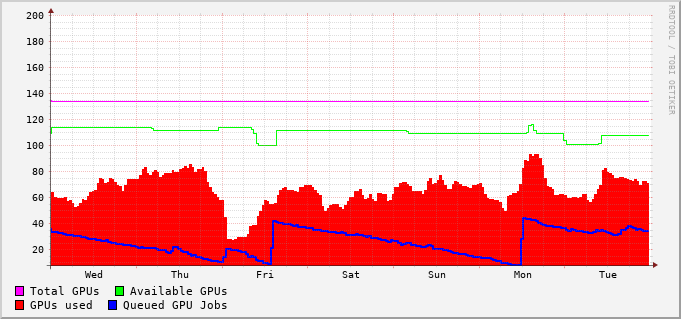 200
180
160
140
120
100
80
60
40
20
Wed Thu Fri Sat Sun Mon Tue
RRDTOOL / TOBI OETIKER
Total GPUs Available GPUs
GPUs used Queued GPU Jobs